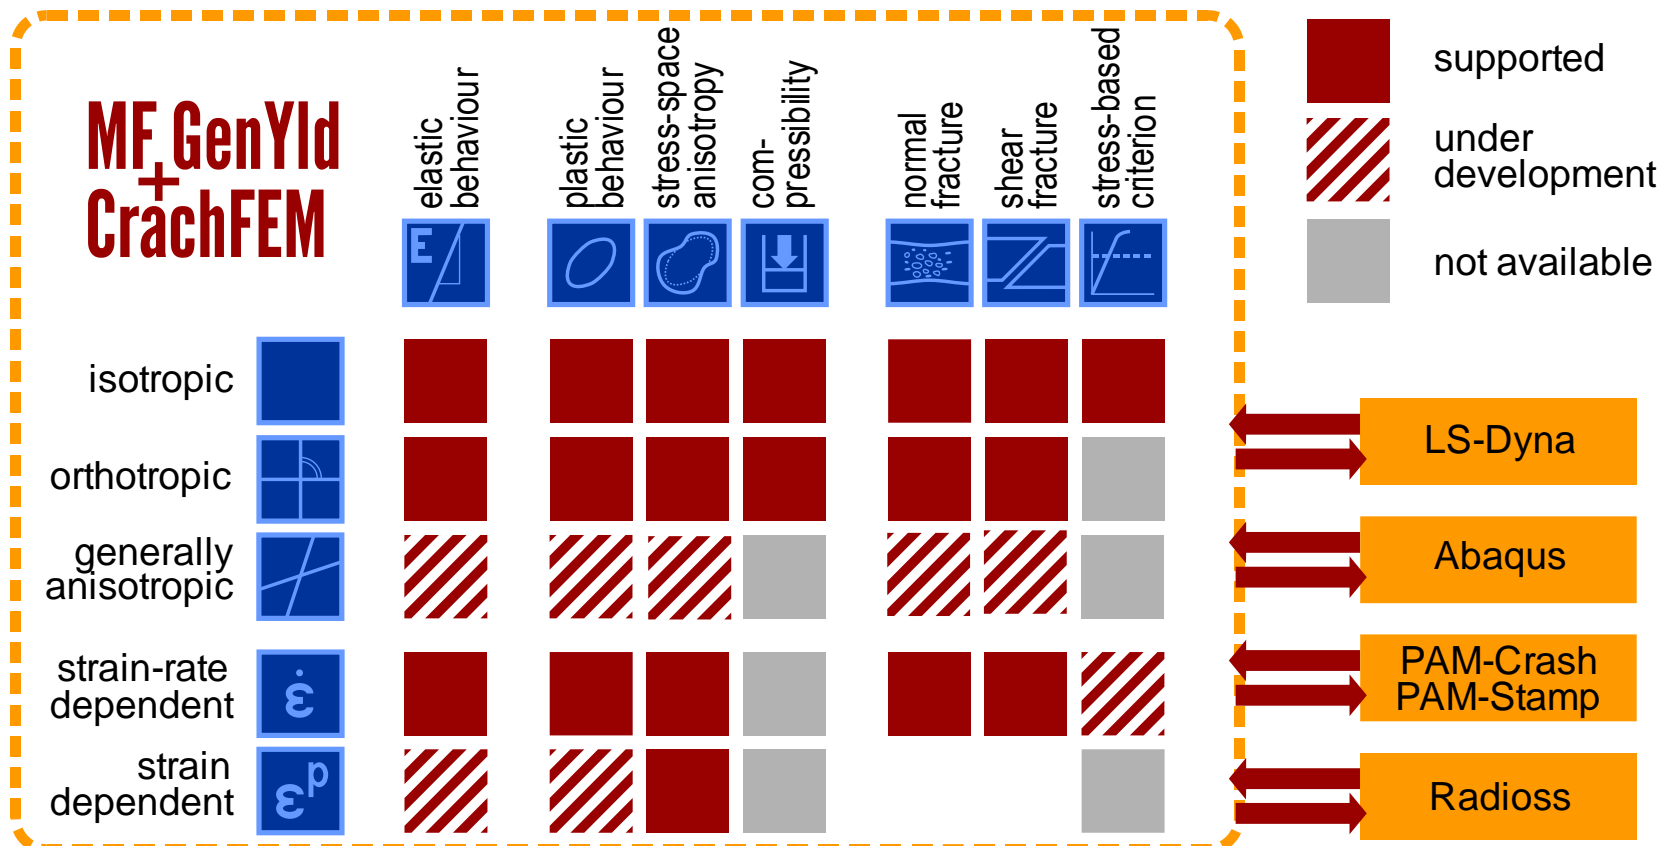 MF GenYld
+
CrachFEM
elastic
behaviour
plastic
behaviour
stress-space
anisotropy
com-
pressibility
normal
fracture
shear
fracture
stress-based
criterion
E
supported
under
development
not available
isotropic
orthotropic
generally
anisotropic
strain-rate
dependent
ε̇
strain
dependent
εᵖ
LS-Dyna
Abaqus
PAM-Crash
PAM-Stamp
Radioss